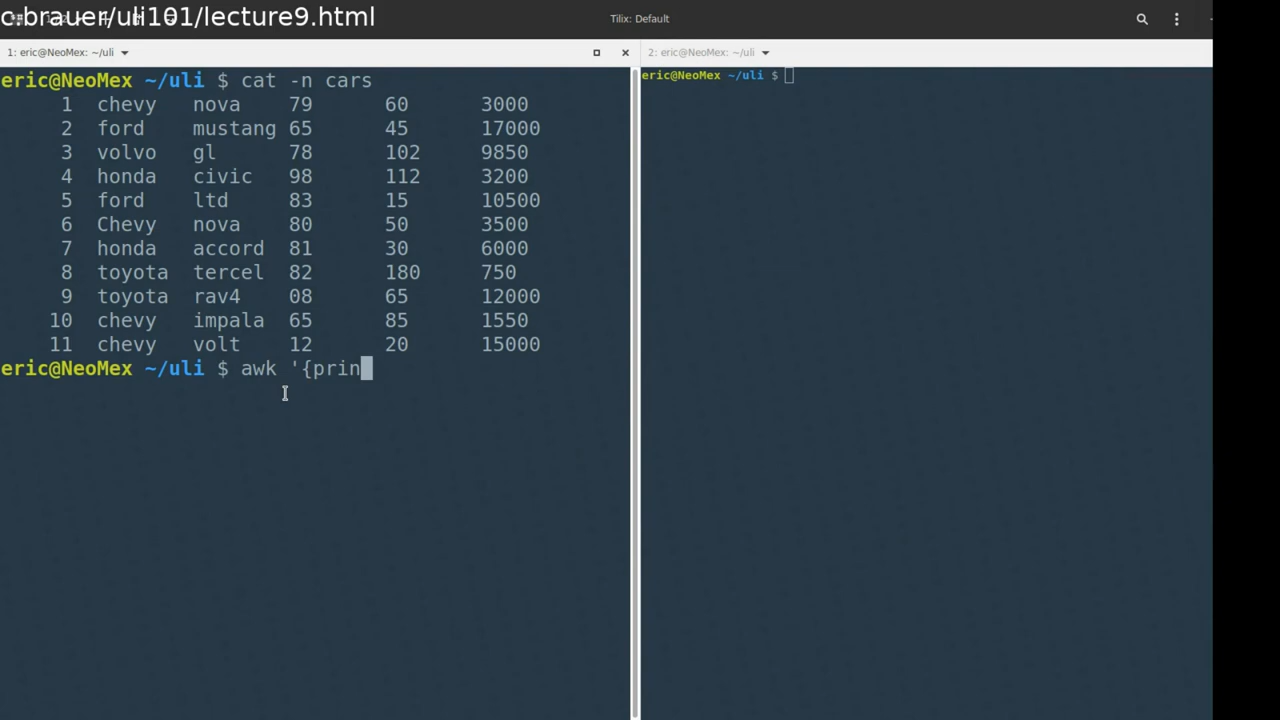 c.brauer/uli101/lecture9.html
Tilix: Default
1: eric@NeoMex: ~/uli
2: eric@NeoMex: ~/uli
eric@NeoMex ~/uli $ cat -n cars
1 chevy nova 79 60 3000
2 ford mustang 65 45 17000
3 volvo gl 78 102 9850
4 honda civic 98 112 3200
5 ford ltd 83 15 10500
6 Chevy nova 80 50 3500
7 honda accord 81 30 6000
8 toyota tercel 82 180 750
9 toyota rav4 08 65 12000
10 chevy impala 65 85 1550
11 chevy volt 12 20 15000
eric@NeoMex ~/uli $ awk '{prin
eric@NeoMex ~/uli $